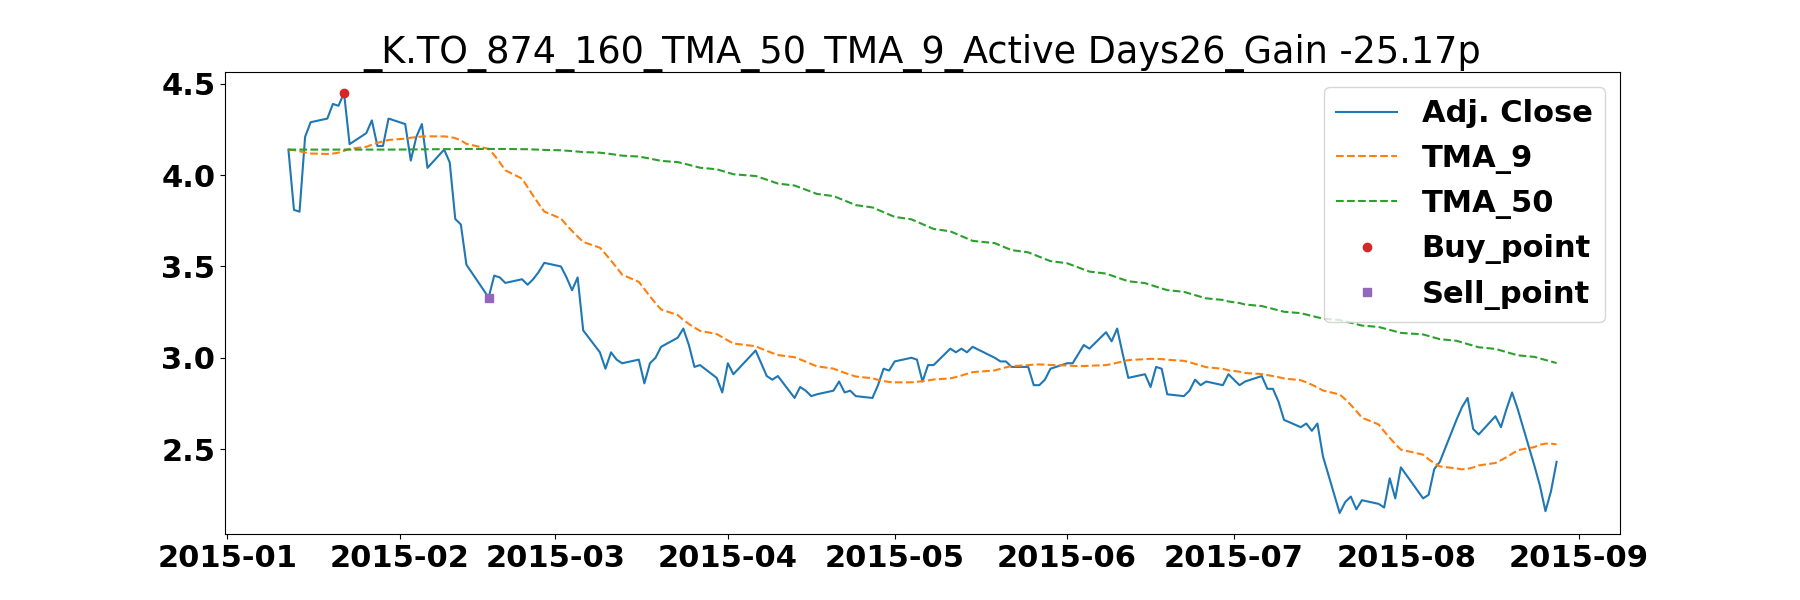 _K.TO_874_160_TMA_50_TMA_9_Active Days26_Gain -25.17p
4.5
4.0
3.5
3.0
2.5
Adj. Close
TMA_9
TMA_50
Buy_point
Sell_point
2015-01 2015-02 2015-03 2015-04 2015-05 2015-06 2015-07 2015-08 2015-09